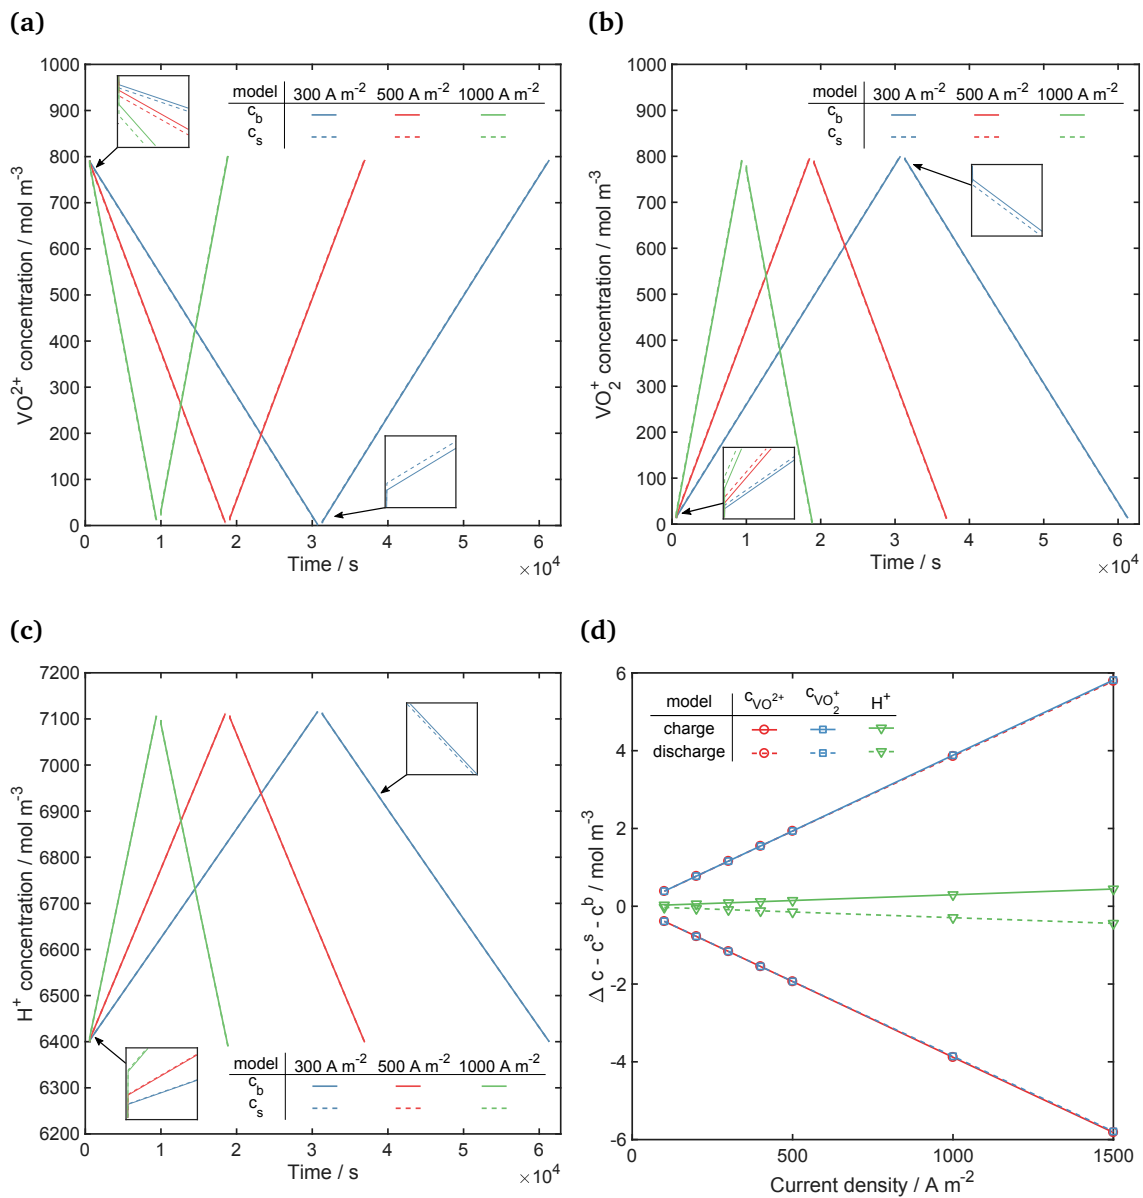 (a)
1000
900
800
700
600
500
400
300
200
100
0
VO2+ concentration / mol m-3
model 300 A m-2 500 A m-2 1000 A m-2
cb
cs
0 1 2 3 4 5 6
Time / s
×10^4
(b)
1000
900
800
700
600
500
400
300
200
100
0
VO2+ concentration / mol m-3
model 300 A m-2 500 A m-2 1000 A m-2
cb
cs
0 1 2 3 4 5 6
Time / s
×10^4
(c)
7200
7100
7000
6900
6800
6700
6600
6500
6400
6300
6200
H+ concentration / mol m-3
model 300 A m-2 500 A m-2 1000 A m-2
cb
cs
0 1 2 3 4 5 6
Time / s
×10^4
(d)
6
4
2
0
-2
-4
-6
Δ c - cs - cb / mol m-3
model cVO2+ cVO2+ H+
charge
discharge
0 500 1000 1500
Current density / A m-2